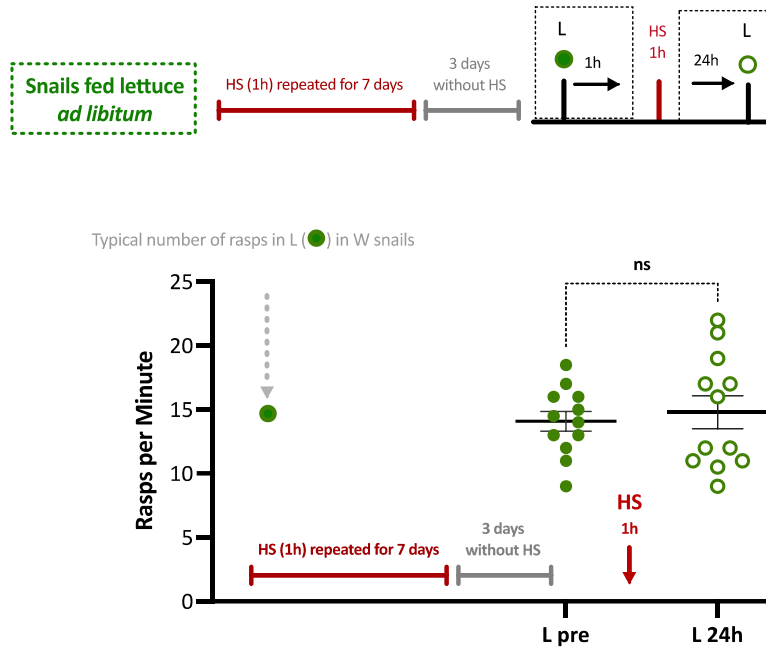 Snails fed lettuce
ad libitum
HS (1h) repeated for 7 days
3 days
without HS
L
1h
HS
1h
24h
L
Typical number of rasps in L ( ) in W snails
Rasps per Minute
25
20
15
10
5
0
ns
HS (1h) repeated for 7 days
3 days
without HS
HS
1h
L pre
L 24h